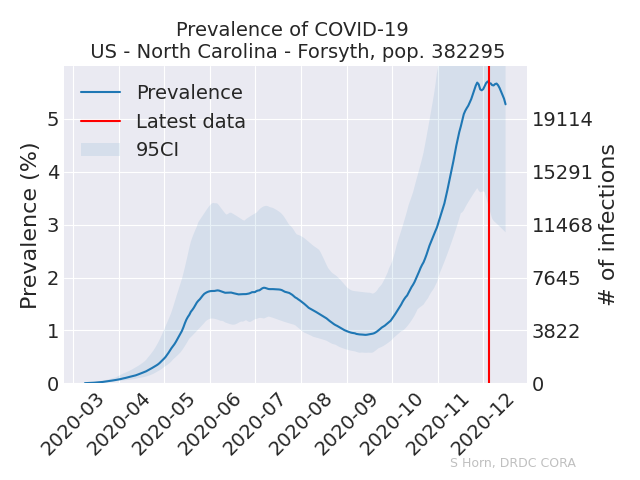 Prevalence of COVID-19
US - North Carolina - Forsyth, pop. 382295
Prevalence
Latest data
95CI
Prevalence (%)
5
4
3
2
1
0
19114
15291
11468
7645
3822
0
# of infections
2020-03
2020-04
2020-05
2020-06
2020-07
2020-08
2020-09
2020-10
2020-11
2020-12
S Horn, DRDC CORA